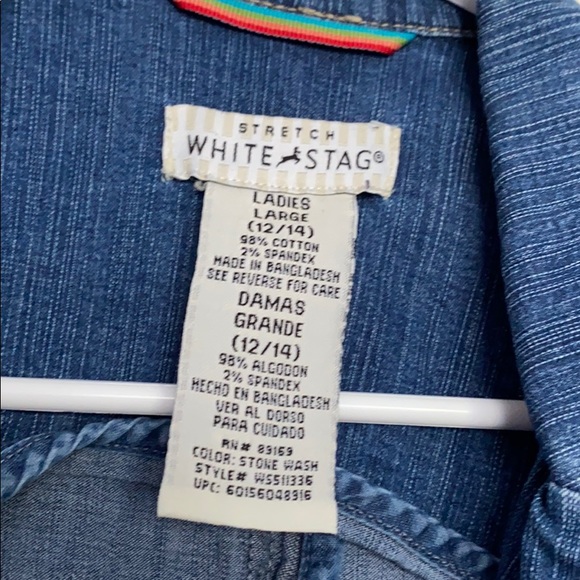 STRETCH
WHITE STAG®
LADIES
LARGE
(12/14)
98% COTTON
2% SPANDEX
MADE IN BANGLADESH
SEE REVERSE FOR CARE
DAMAS
GRANDE
(12/14)
98% ALGODON
2% SPANDEX
HECHO EN BANGLADESH
VER AL DORSO
PARA CUIDADO
RN# 89169
COLOR: STONE WASH
STYLE# WS511336
UPC: 60156048916